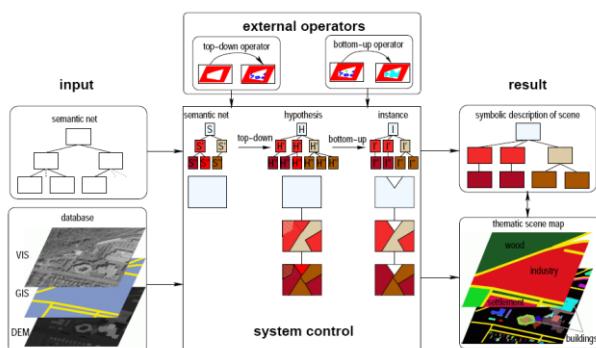 external operators
top-down operator
bottom-up operator
input
result
semantic net
semantic net
hypothesis
instance
symbolic description of scene
S
H
I
top-down
bottom-up
database
thematic scene map
VIS
GIS
DEM
wood
industry
settlement
buildings
system control